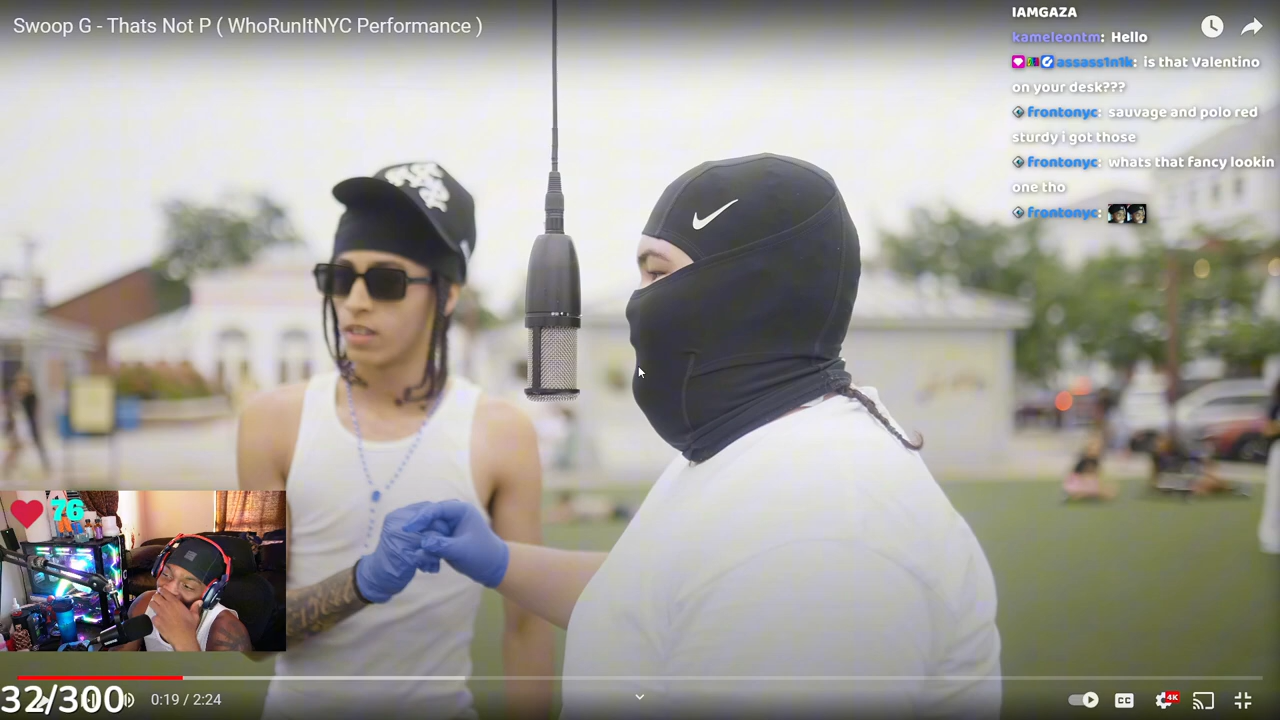 Swoop G - Thats Not P ( WhoRunItNYC Performance )
IAMGAZA
kameleontm: Hello
assass1n1k: is that Valentino
on your desk???
frontonyc: sauvage and polo red
sturdy i got those
frontonyc: whats that fancy lookin
one tho
frontonyc:
76
32/300
0:19 / 2:24
CC
4K